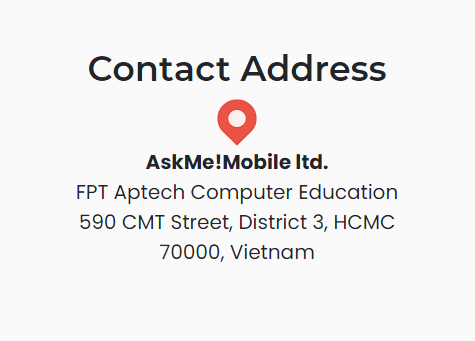 Contact Address
AskMe!Mobile ltd.
FPT Aptech Computer Education
590 CMT Street, District 3, HCMC
70000, Vietnam